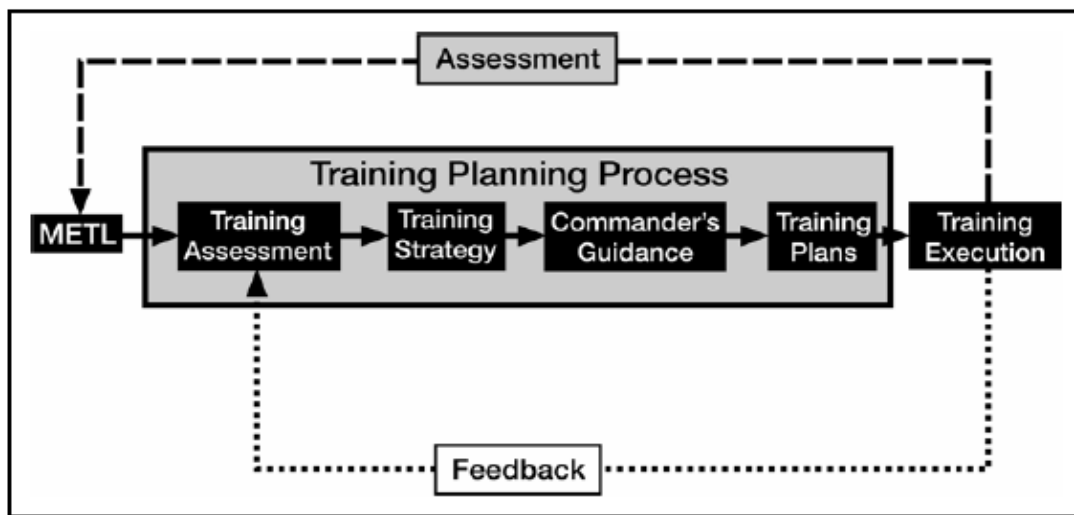 Assessment
Training Planning Process
METL
Training
Assessment
Training
Strategy
Commander's
Guidance
Training
Plans
Training
Execution
Feedback